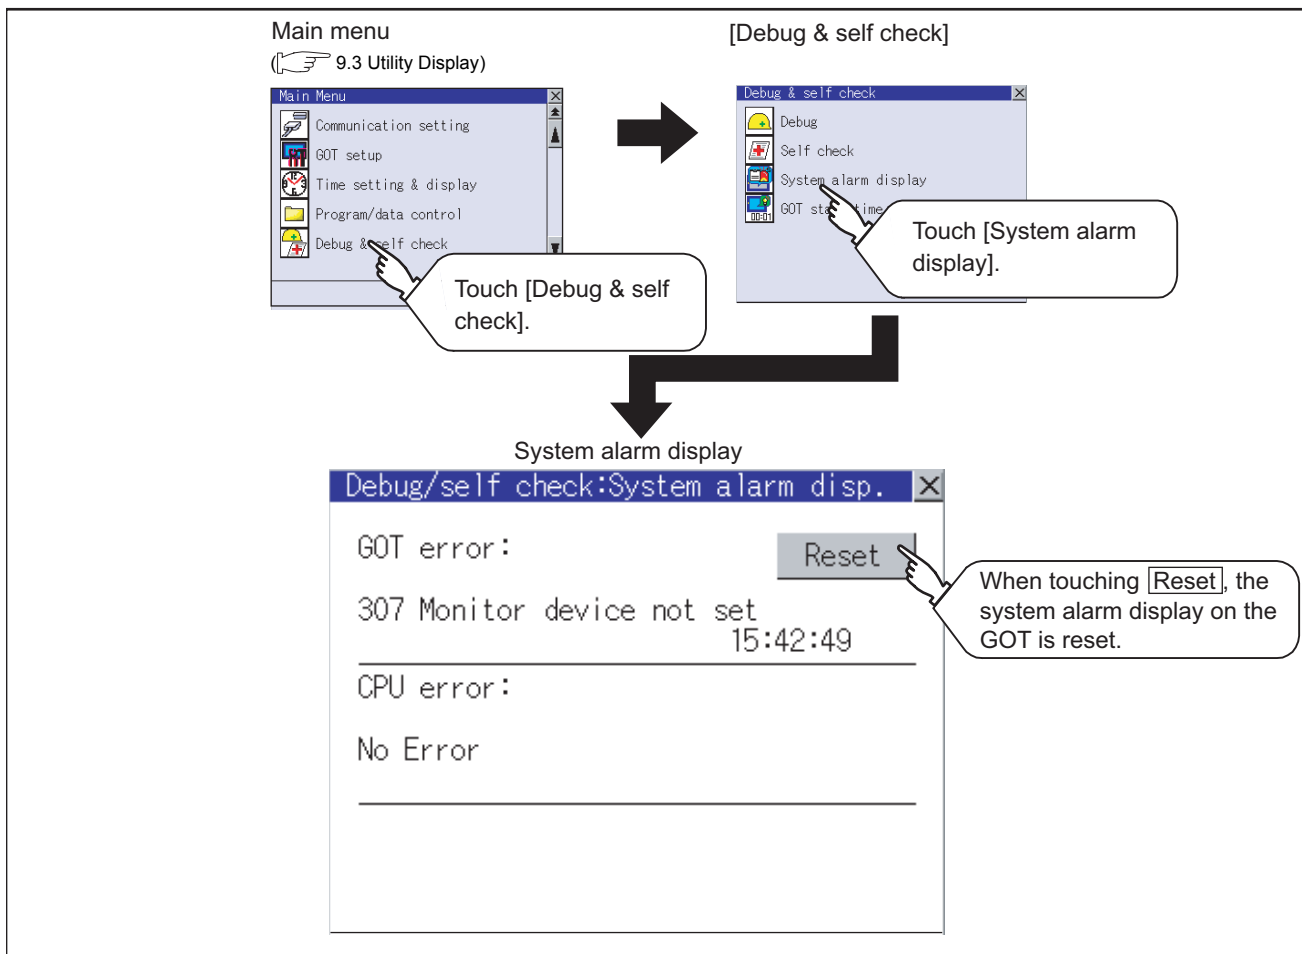 Main menu
( 9.3 Utility Display)
Main Menu
Communication setting
GOT setup
Time setting & display
Program/data control
Debug & self check
Touch [Debug & self
check].
[Debug & self check]
Debug & self check
Debug
Self check
System alarm display
GOT start time
00:01
Touch [System alarm
display].
System alarm display
Debug/self check:System alarm disp.
GOT error:
Reset
307 Monitor device not set
15:42:49
CPU error:
No Error
When touching Reset, the
system alarm display on the
GOT is reset.